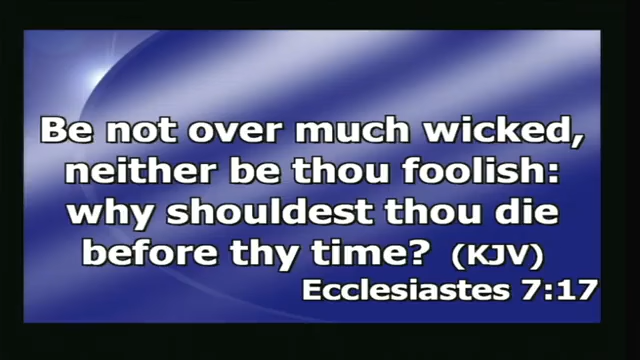 Be not over much wicked,
neither be thou foolish:
why shouldest thou die
before thy time? (KJV)
Ecclesiastes 7:17